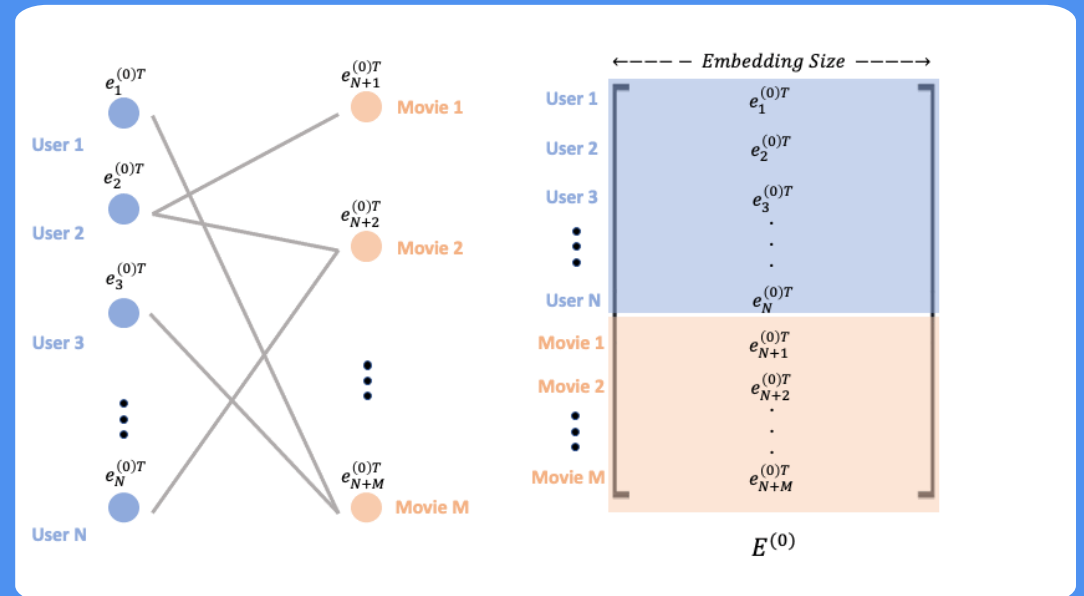 e_1^{(0)T}
User 1
e_2^{(0)T}
User 2
e_3^{(0)T}
User 3
e_N^{(0)T}
User N
e_{N+1}^{(0)T}
Movie 1
e_{N+2}^{(0)T}
Movie 2
e_{N+M}^{(0)T}
Movie M
←---- – Embedding Size –----→
User 1 e_1^{(0)T}
User 2 e_2^{(0)T}
User 3 e_3^{(0)T}
.
.
.
User N e_N^{(0)T}
Movie 1 e_{N+1}^{(0)T}
Movie 2 e_{N+2}^{(0)T}
.
.
.
Movie M e_{N+M}^{(0)T}
E^{(0)}